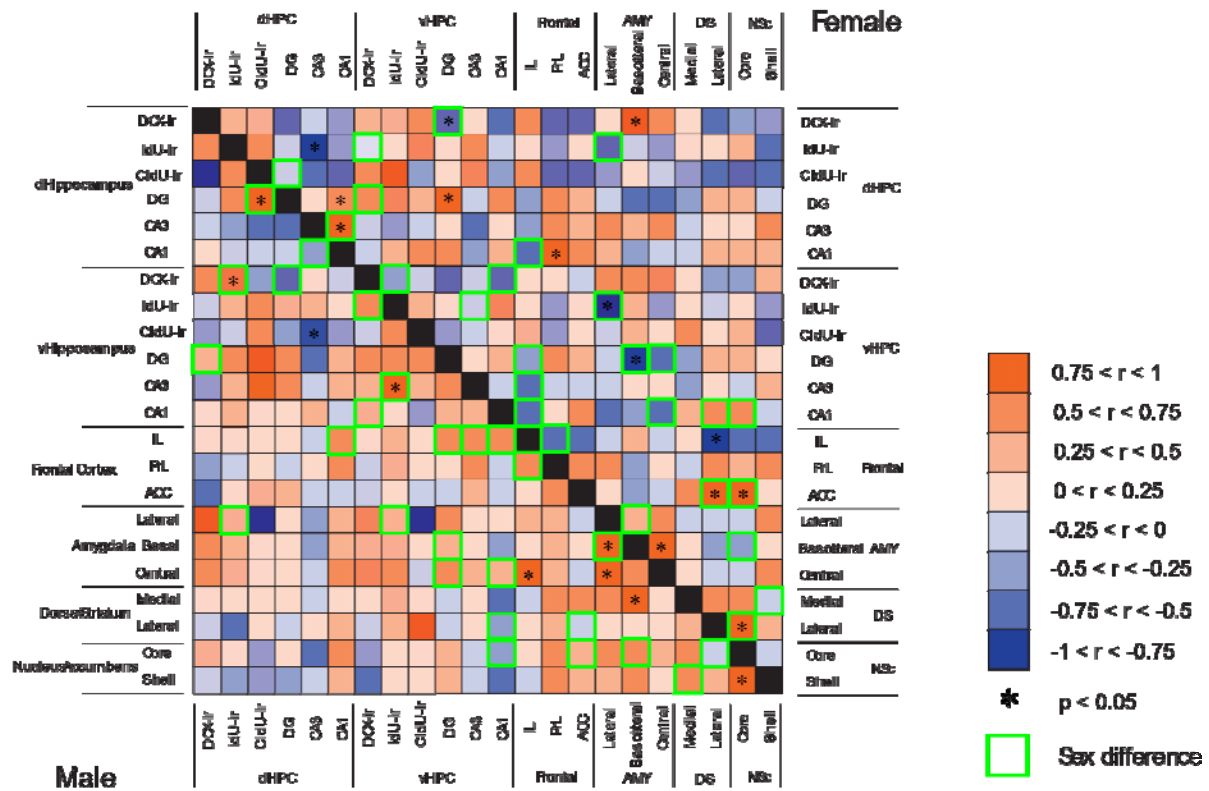 dHPC vHPC Frontal AMY DS NSc Female
DCX-ir IdU-ir CldU-ir DG CA3 CA1 DCX-ir IdU-ir CldU-ir DG CA3 CA1 IL PrL ACC Lateral Basolateral Central Medial Lateral Core Shell
DCX-ir DCX-ir
IdU-ir IdU-ir
CldU-ir CldU-ir
dHippocampus dHPC
DG DG
CA3 CA3
CA1 CA1
DCX-ir DCX-ir
IdU-ir IdU-ir
CldU-ir CldU-ir
vHippocampus vHPC
DG DG
CA3 CA3
CA1 CA1
IL IL
Frontal Cortex PrL PrL Frontal
ACC ACC
Lateral Lateral
Amygdala Basal Basolateral AMY
Central Central
Medial Medial
DorsalStriatum DS
Lateral Lateral
Core Core
NucleusAccumbens NSc
Shell Shell
DCX-ir IdU-ir CldU-ir DG CA3 CA1 DCX-ir IdU-ir CldU-ir DG CA3 CA1 IL PrL ACC Lateral Basolateral Central Medial Lateral Core Shell
Male dHPC vHPC Frontal AMY DS NSc
0.75 < r < 1
0.5 < r < 0.75
0.25 < r < 0.5
0 < r < 0.25
-0.25 < r < 0
-0.5 < r < -0.25
-0.75 < r < -0.5
-1 < r < -0.75
* p < 0.05
Sex difference